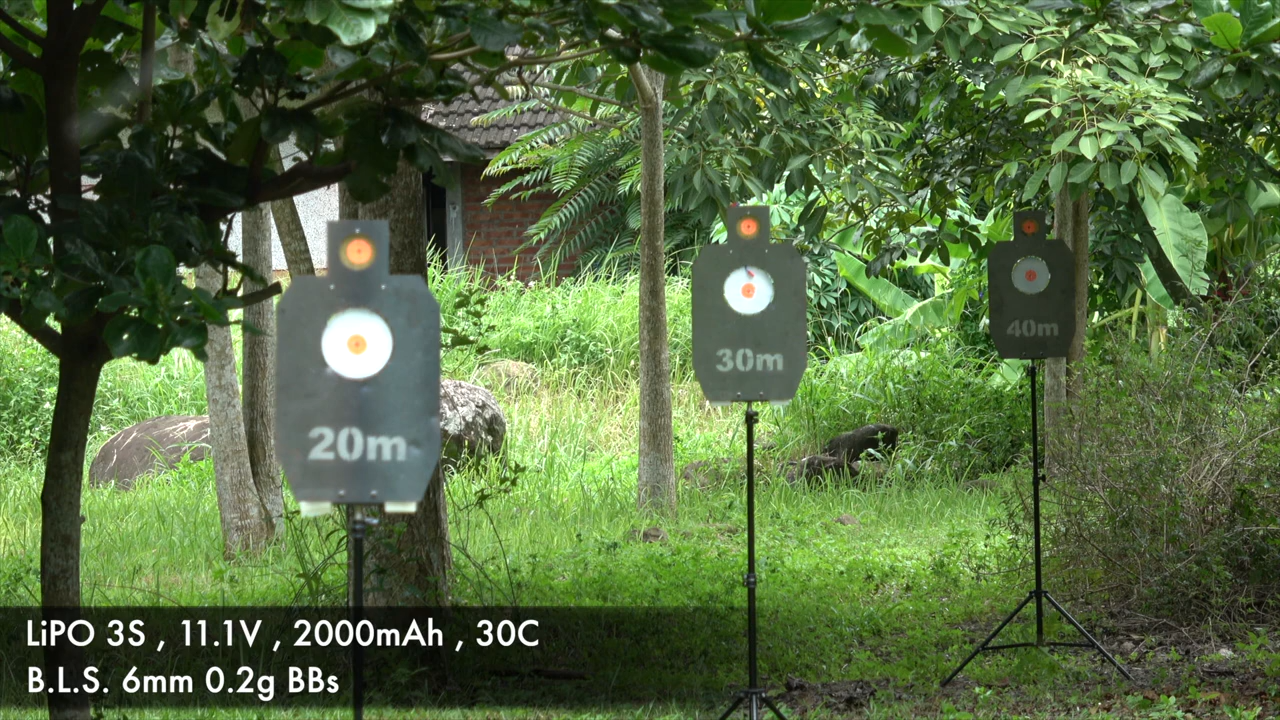 20m
30m
40m
LiPO 3S , 11.1V , 2000mAh , 30C
B.L.S. 6mm 0.2g BBs